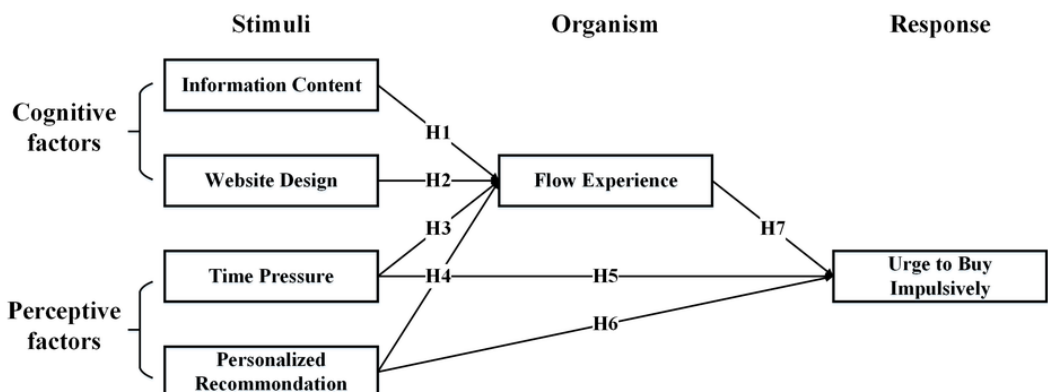 Stimuli Organism Response
Cognitive
factors
Information Content
H1
Website Design
H2
Flow Experience
H3
H7
Time Pressure
H4
H5
Urge to Buy
Impulsively
Perceptive
factors
H6
Personalized
Recommondation